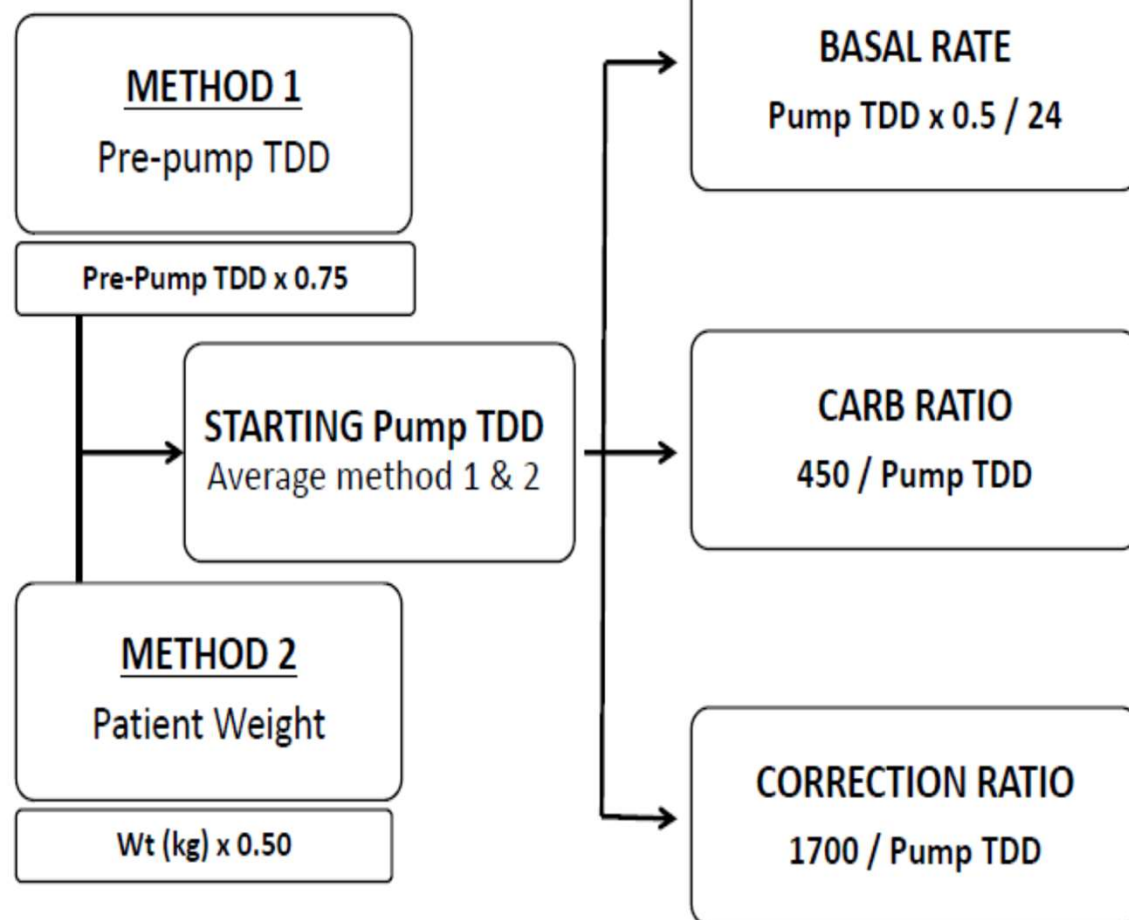 METHOD 1
Pre-pump TDD
Pre-Pump TDD x 0.75
STARTING Pump TDD
Average method 1 & 2
METHOD 2
Patient Weight
Wt (kg) x 0.50
BASAL RATE
Pump TDD x 0.5 / 24
CARB RATIO
450 / Pump TDD
CORRECTION RATIO
1700 / Pump TDD